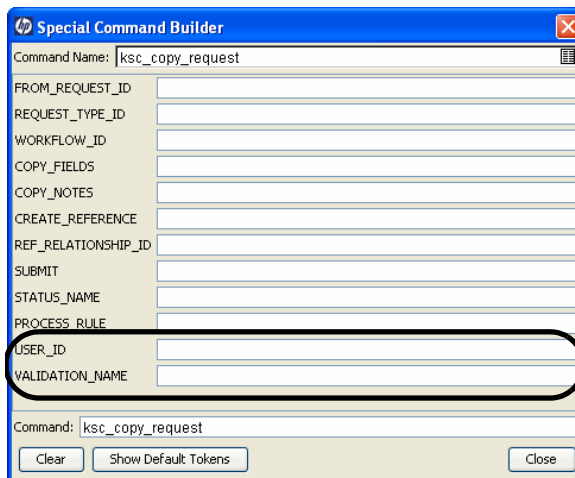 hp Special Command Builder
Command Name: ksc_copy_request
FROM_REQUEST_ID
REQUEST_TYPE_ID
WORKFLOW_ID
COPY_FIELDS
COPY_NOTES
CREATE_REFERENCE
REF_RELATIONSHIP_ID
SUBMIT
STATUS_NAME
PROCESS_RULE
USER_ID
VALIDATION_NAME
Command: ksc_copy_request
Clear Show Default Tokens Close